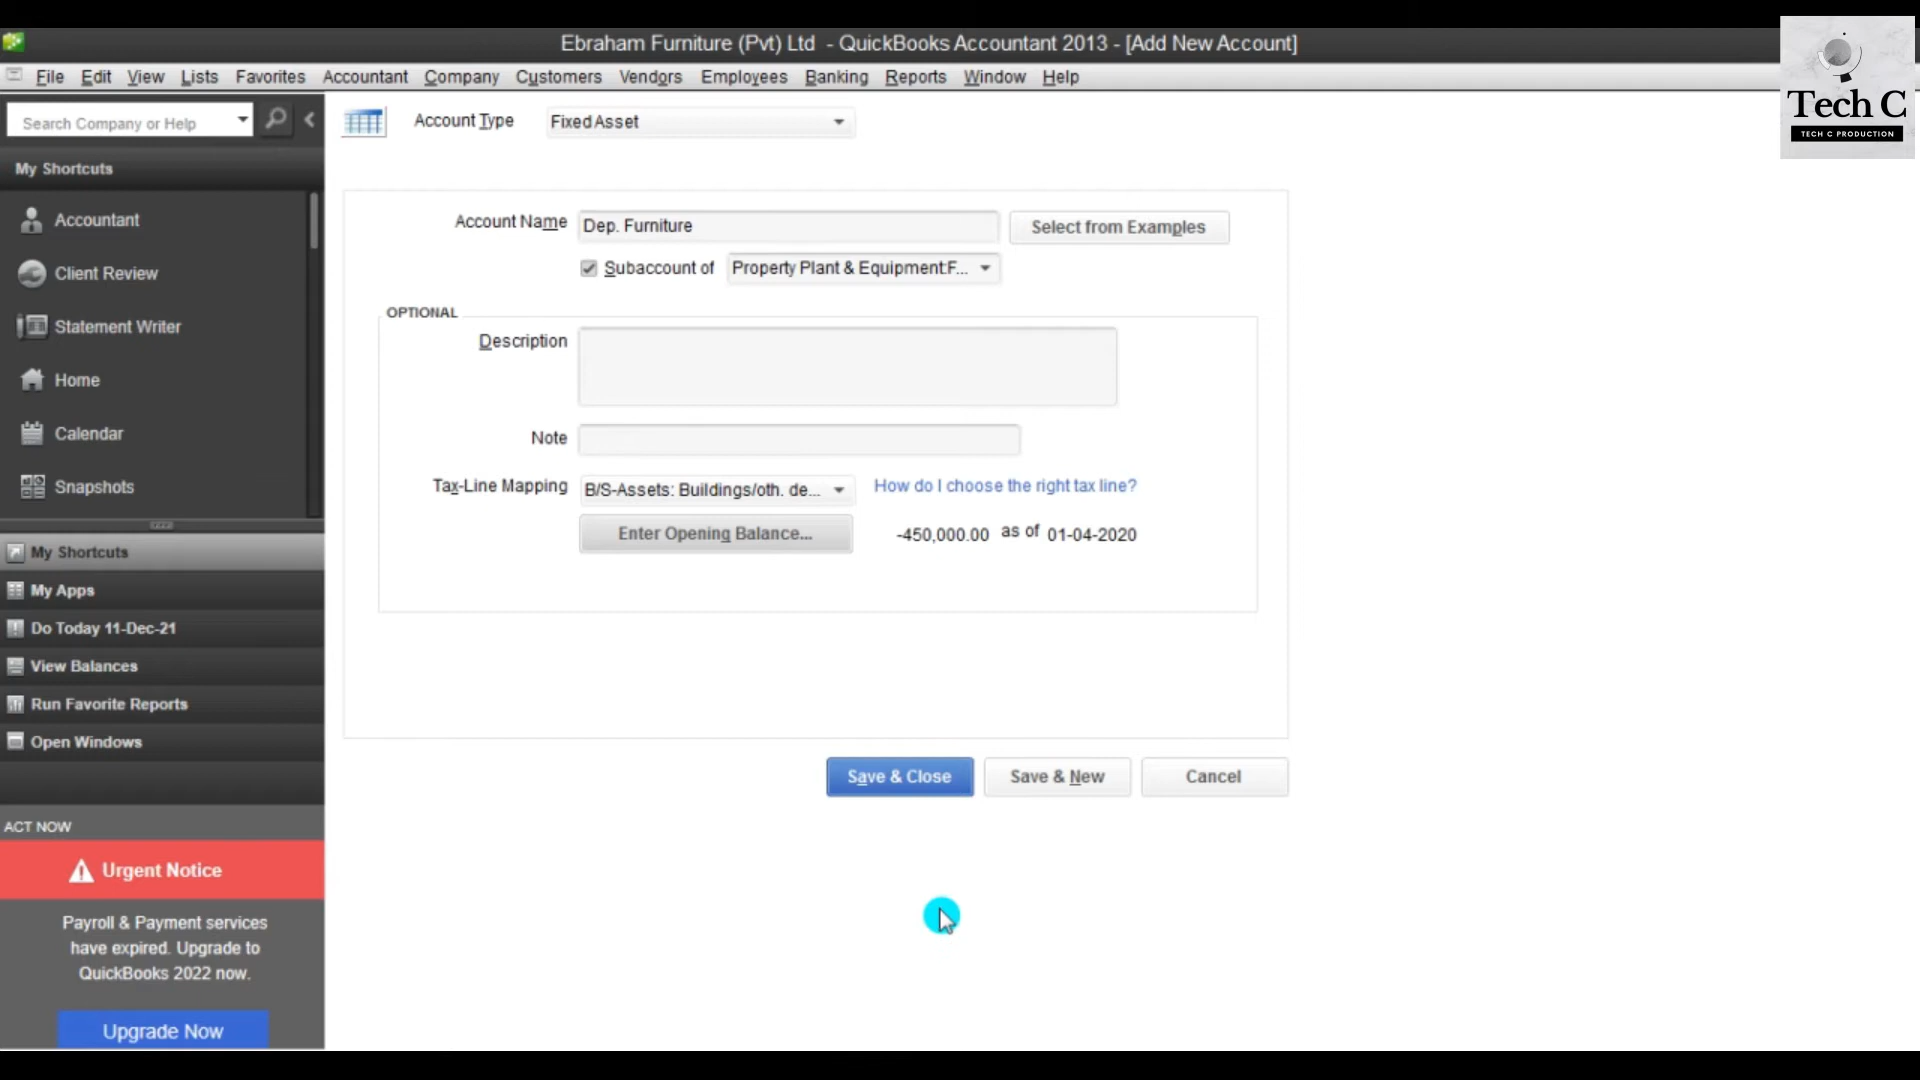 Ebraham Furniture (Pvt) Ltd - QuickBooks Accountant 2013 - [Add New Account]
File Edit View Lists Favorites Accountant Company Customers Vendors Employees Banking Reports Window Help
Tech C
TECH C PRODUCTION
Search Company or Help
My Shortcuts
Accountant
Client Review
Statement Writer
Home
Calendar
Snapshots
My Shortcuts
My Apps
Do Today 11-Dec-21
View Balances
Run Favorite Reports
Open Windows
ACT NOW
Urgent Notice
Payroll & Payment services
have expired. Upgrade to
QuickBooks 2022 now.
Upgrade Now
Account Type Fixed Asset
Account Name Dep. Furniture Select from Examples
Subaccount of Property Plant & Equipment:F...
OPTIONAL
Description
Note
Tax-Line Mapping B/S-Assets: Buildings/oth. de... How do I choose the right tax line?
Enter Opening Balance... -450,000.00 as of 01-04-2020
Save & Close Save & New Cancel